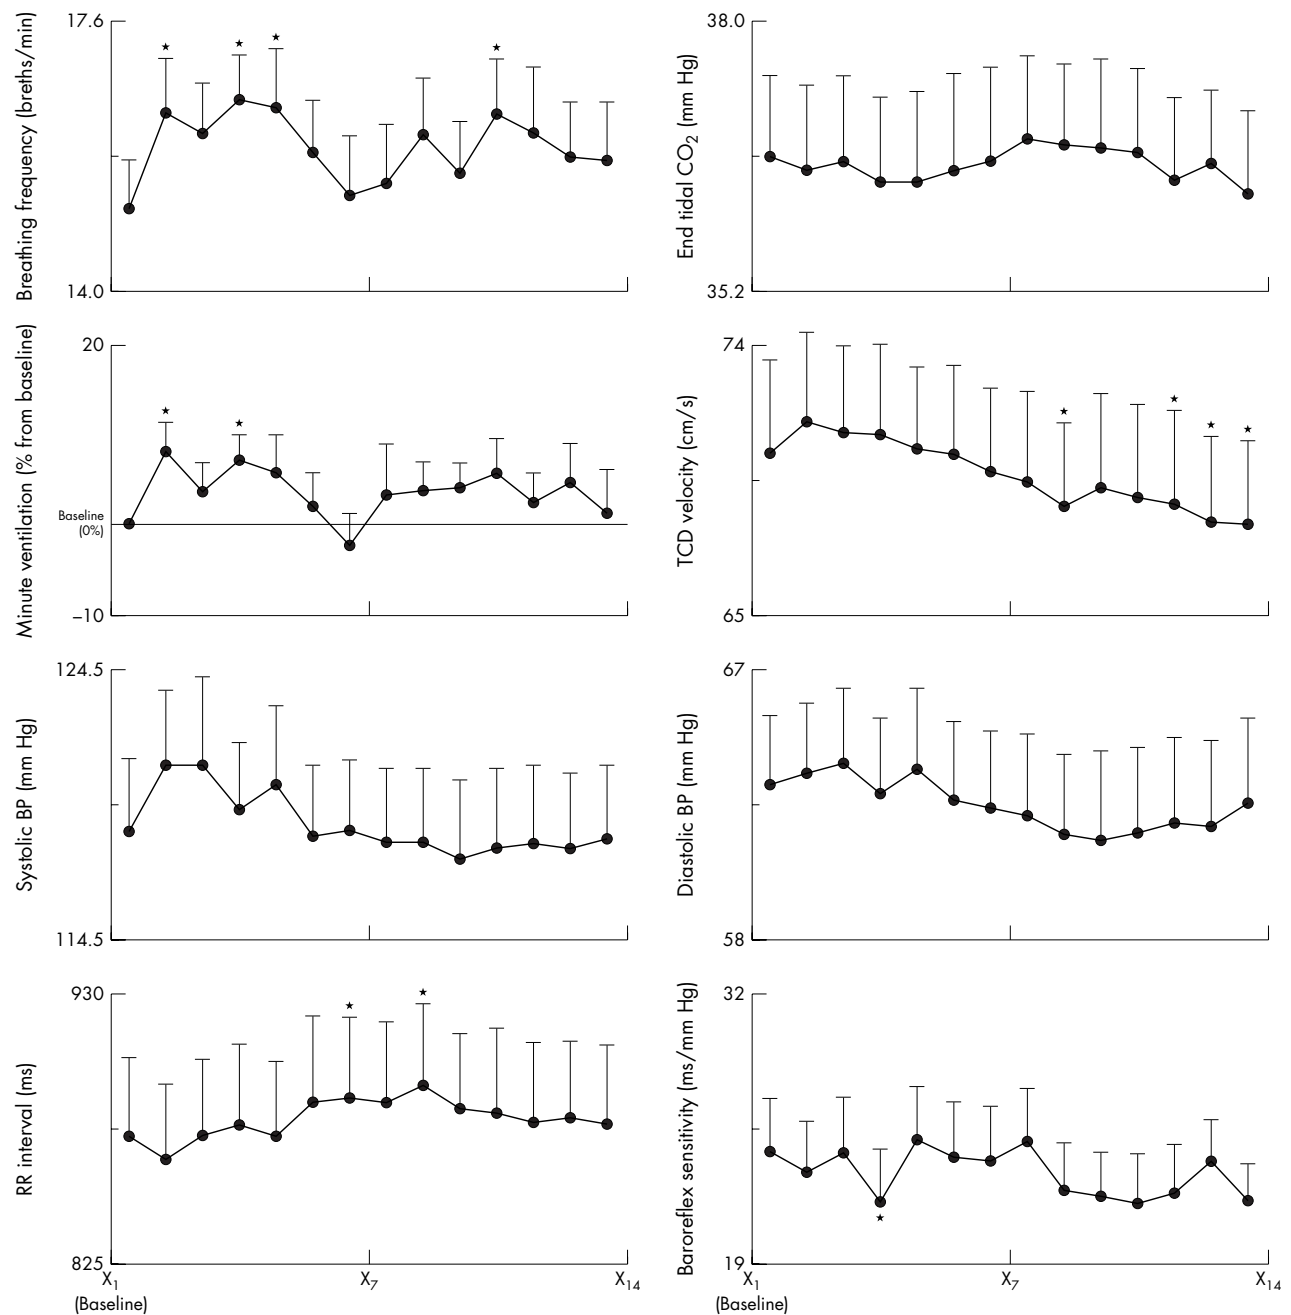 Breathing frequency (breths/min)
17.6
★
★
★
★
14.0
End tidal CO2 (mm Hg)
38.0
35.2
Minute ventilation (% from baseline)
20
★
★
Baseline
(0%)
–10
TCD velocity (cm/s)
74
★
★
★
★
65
Systolic BP (mm Hg)
124.5
114.5
Diastolic BP (mm Hg)
67
58
RR interval (ms)
930
★
★
825
X1
(Baseline)
X7
X14
Baroreflex sensitivity (ms/mm Hg)
32
★
19
X1
(Baseline)
X7
X14